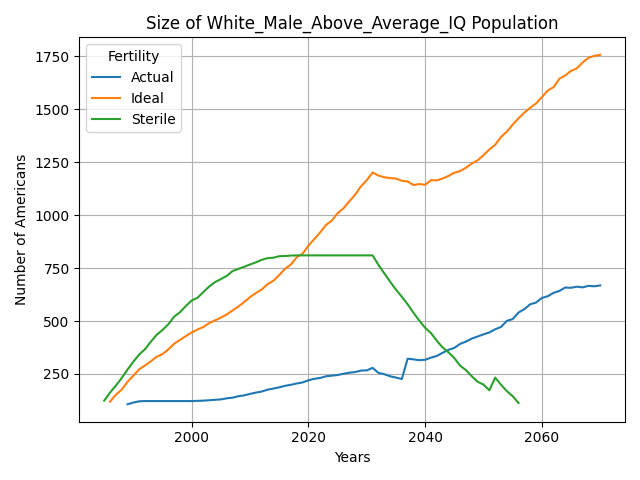 Size of White_Male_Above_Average_IQ Population
Fertility
Actual
Ideal
Sterile
Number of Americans
1750
1500
1250
1000
750
500
250
2000
2020
2040
2060
Years